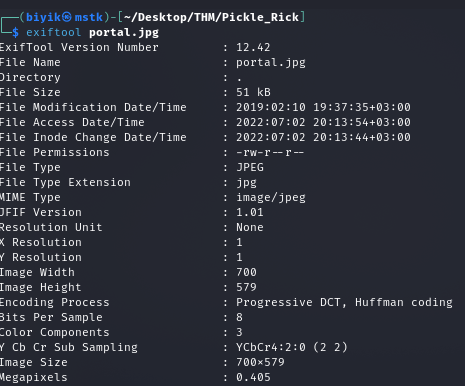 (biyik㉿mstk)-[~/Desktop/THM/Pickle_Rick]
$ exiftool portal.jpg
ExifTool Version Number : 12.42
File Name : portal.jpg
Directory : .
File Size : 51 kB
File Modification Date/Time : 2019:02:10 19:37:35+03:00
File Access Date/Time : 2022:07:02 20:13:54+03:00
File Inode Change Date/Time : 2022:07:02 20:13:44+03:00
File Permissions : -rw-r--r--
File Type : JPEG
File Type Extension : jpg
MIME Type : image/jpeg
JFIF Version : 1.01
Resolution Unit : None
X Resolution : 1
Y Resolution : 1
Image Width : 700
Image Height : 579
Encoding Process : Progressive DCT, Huffman coding
Bits Per Sample : 8
Color Components : 3
Y Cb Cr Sub Sampling : YCbCr4:2:0 (2 2)
Image Size : 700×579
Megapixels : 0.405